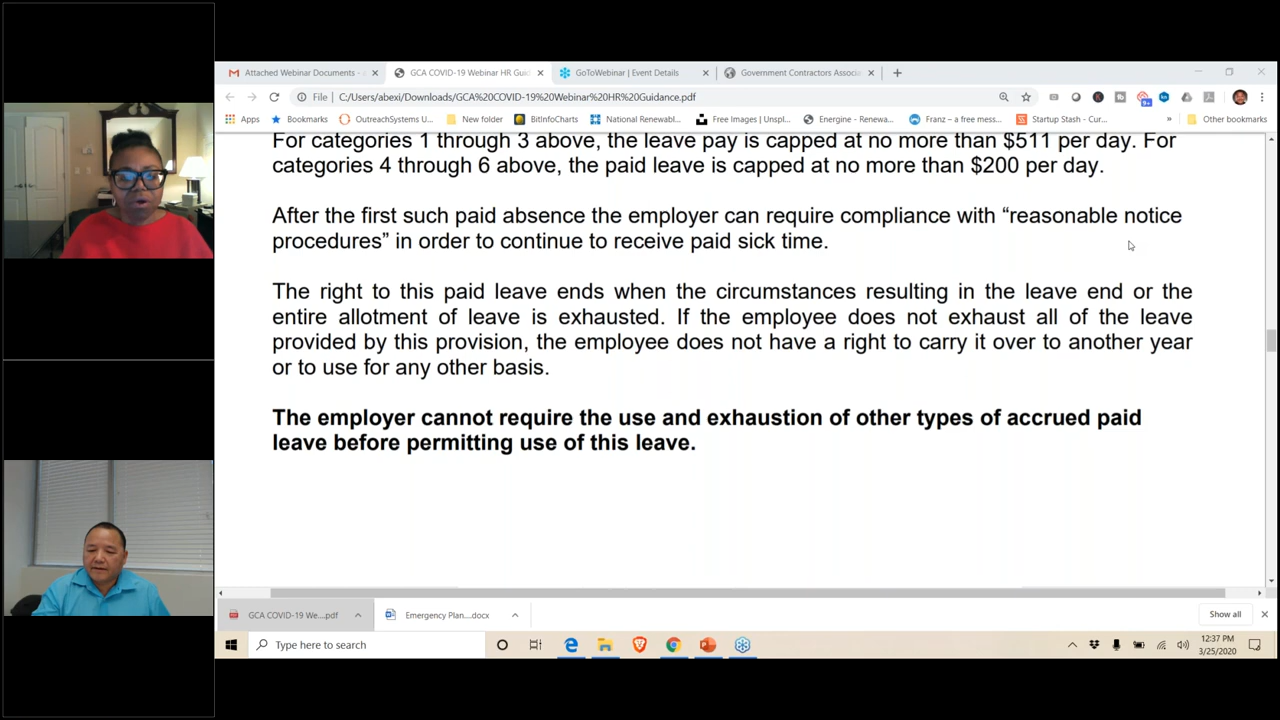 Attached Webinar Documents -
GCA COVID-19 Webinar HR Guid
GoToWebinar | Event Details
Government Contractors Associ
File
C:/Users/abexi/Downloads/GCA%20COVID-19%20Webinar%20HR%20Guidance.pdf
Apps
Bookmarks
OutreachSystems U...
New folder
BitInfoCharts
National Renewabl...
Free Images | Unspl...
Energine - Renewa...
Franz – a free mess...
Startup Stash - Cur...
»
Other bookmarks
For categories 1 through 3 above, the leave pay is capped at no more than $511 per day. For
categories 4 through 6 above, the paid leave is capped at no more than $200 per day.
After the first such paid absence the employer can require compliance with “reasonable notice
procedures” in order to continue to receive paid sick time.
The right to this paid leave ends when the circumstances resulting in the leave end or the
entire allotment of leave is exhausted. If the employee does not exhaust all of the leave
provided by this provision, the employee does not have a right to carry it over to another year
or to use for any other basis.
The employer cannot require the use and exhaustion of other types of accrued paid
leave before permitting use of this leave.
GCA COVID-19 We....pdf
Emergency Plan....docx
Show all
Type here to search
12:37 PM
3/25/2020